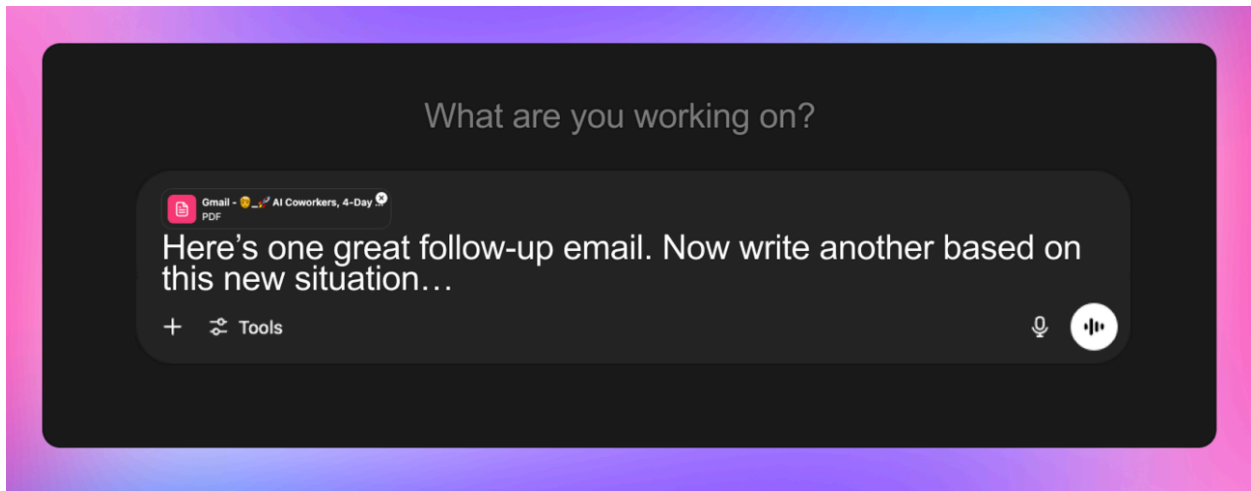 What are you working on?
Gmail - 👨_🚀 AI Coworkers, 4-Day
PDF
Here’s one great follow-up email. Now write another based on
this new situation…
Tools